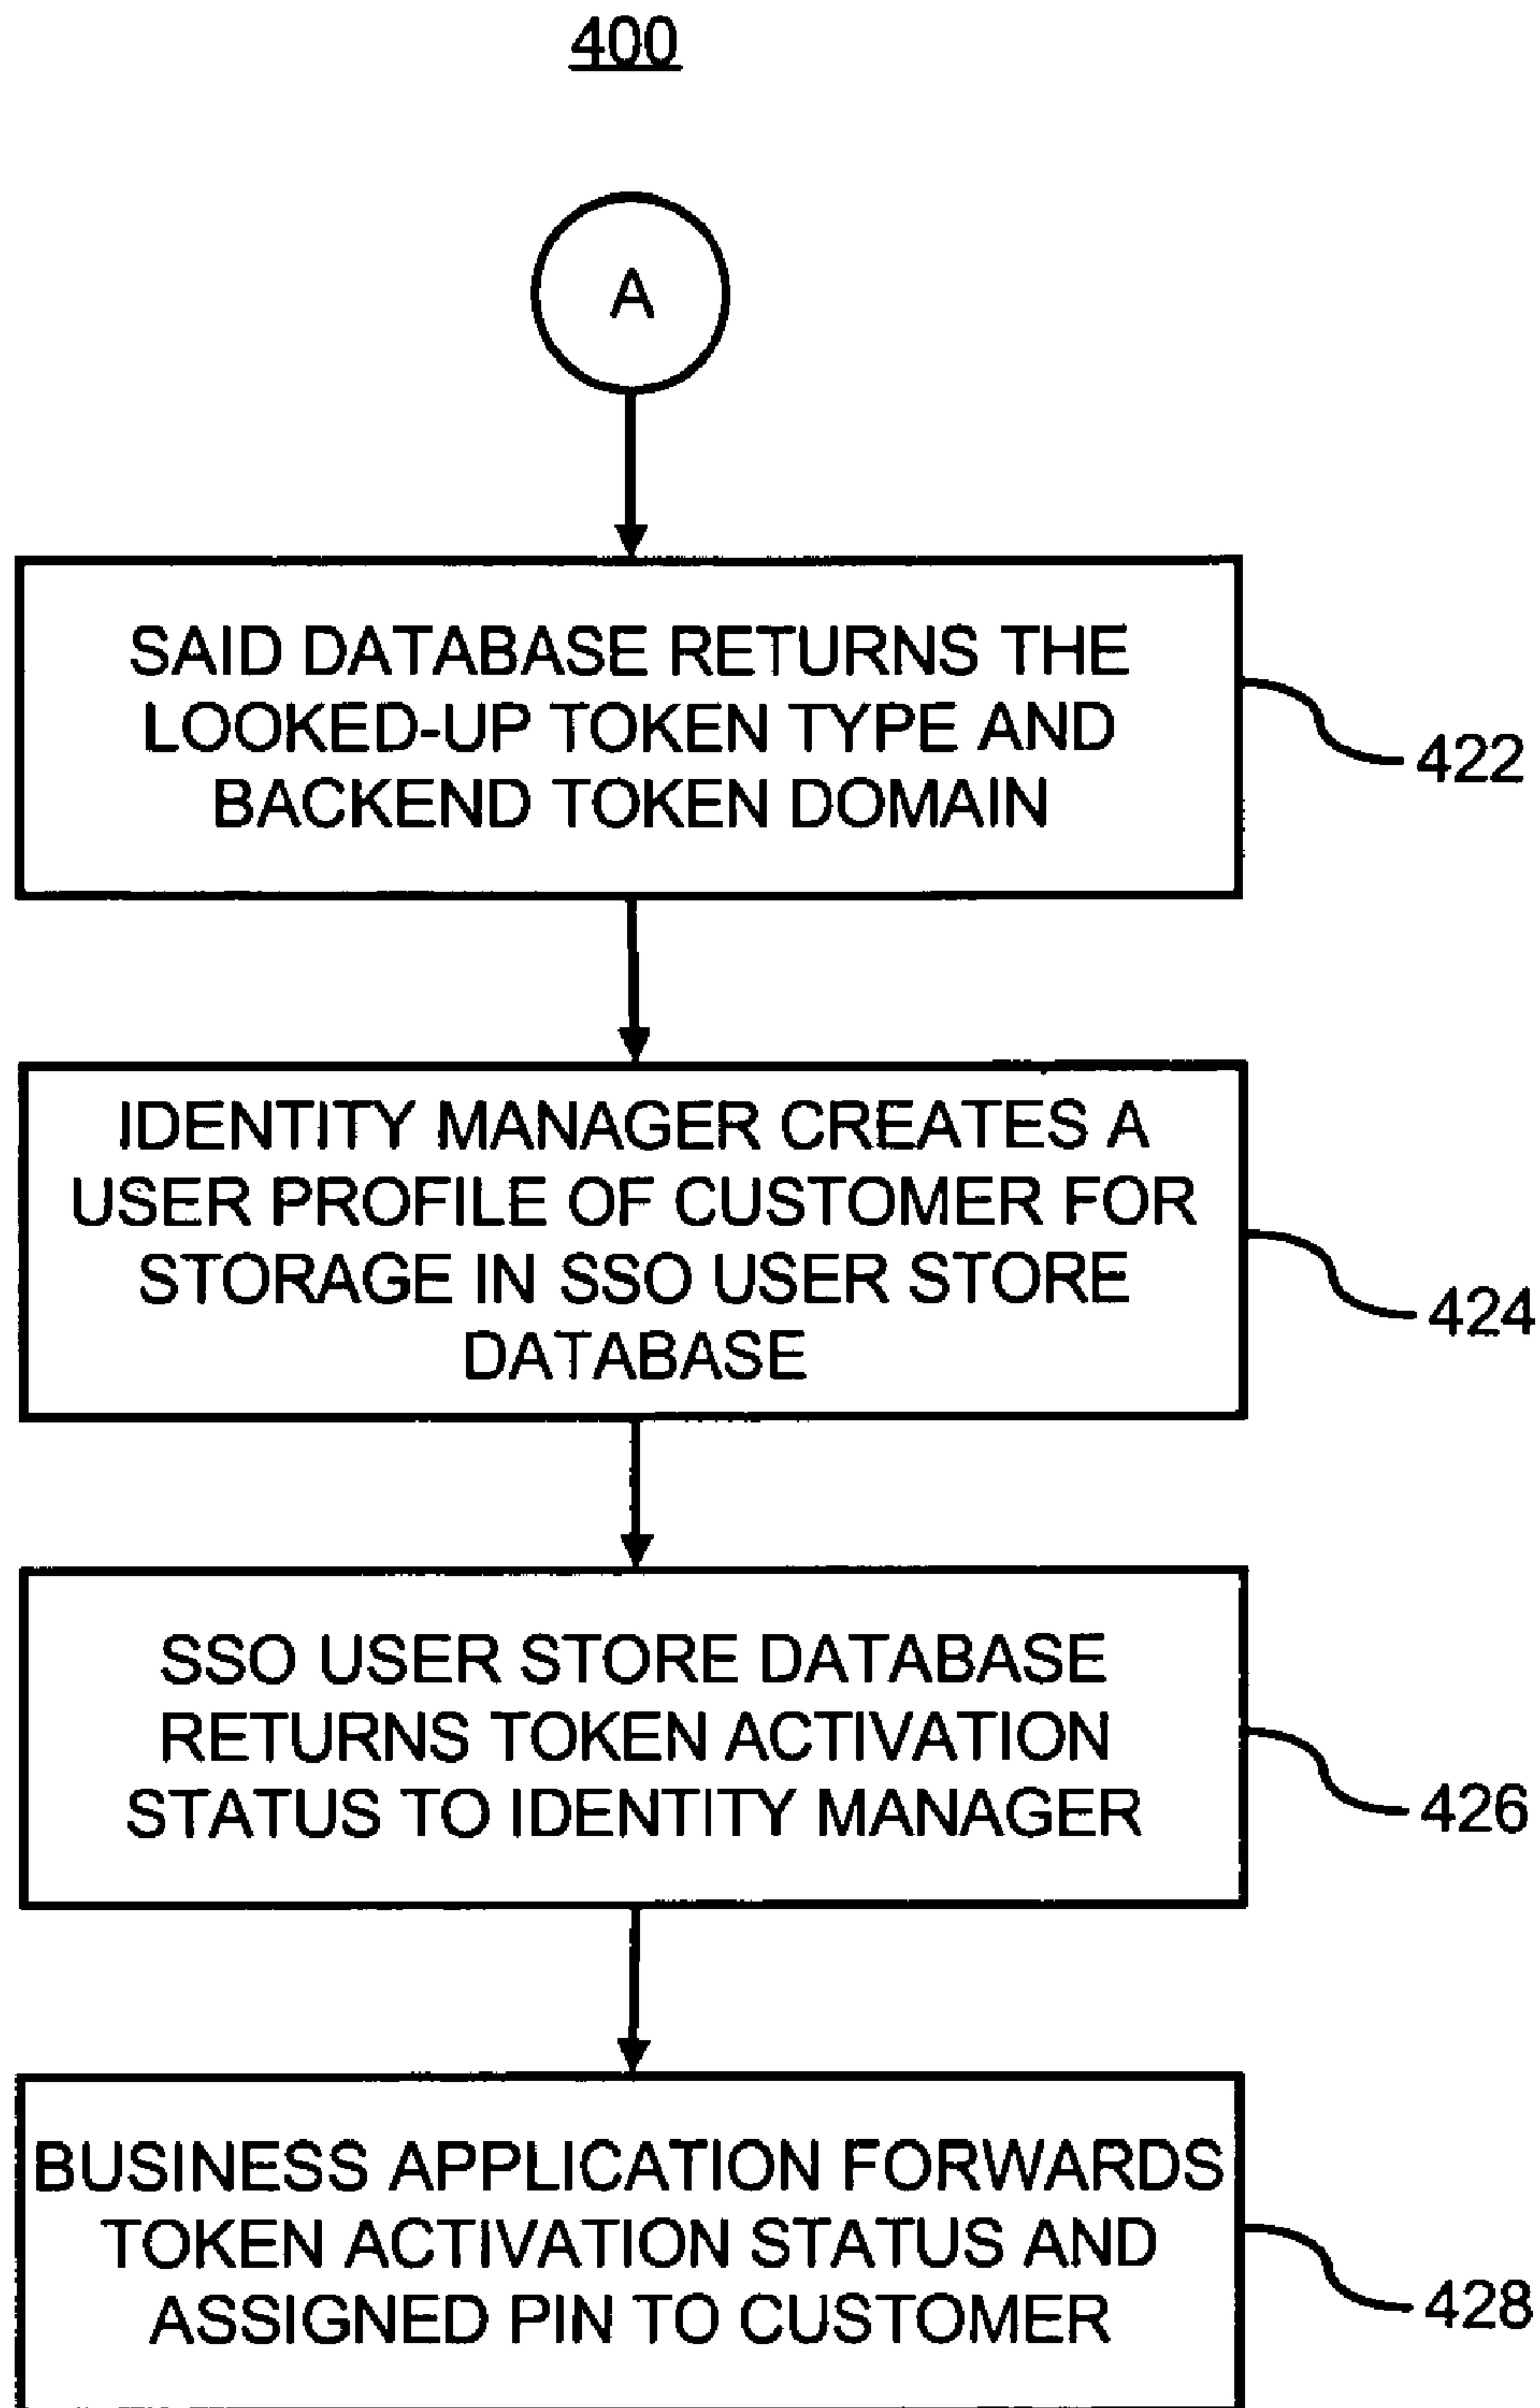 400
A
SAID DATABASE RETURNS THE
LOOKED-UP TOKEN TYPE AND
BACKEND TOKEN DOMAIN
422
IDENTITY MANAGER CREATES A
USER PROFILE OF CUSTOMER FOR
STORAGE IN SSO USER STORE
DATABASE
424
SSO USER STORE DATABASE
RETURNS TOKEN ACTIVATION
STATUS TO IDENTITY MANAGER
426
BUSINESS APPLICATION FORWARDS
TOKEN ACTIVATION STATUS AND
ASSIGNED PIN TO CUSTOMER
428